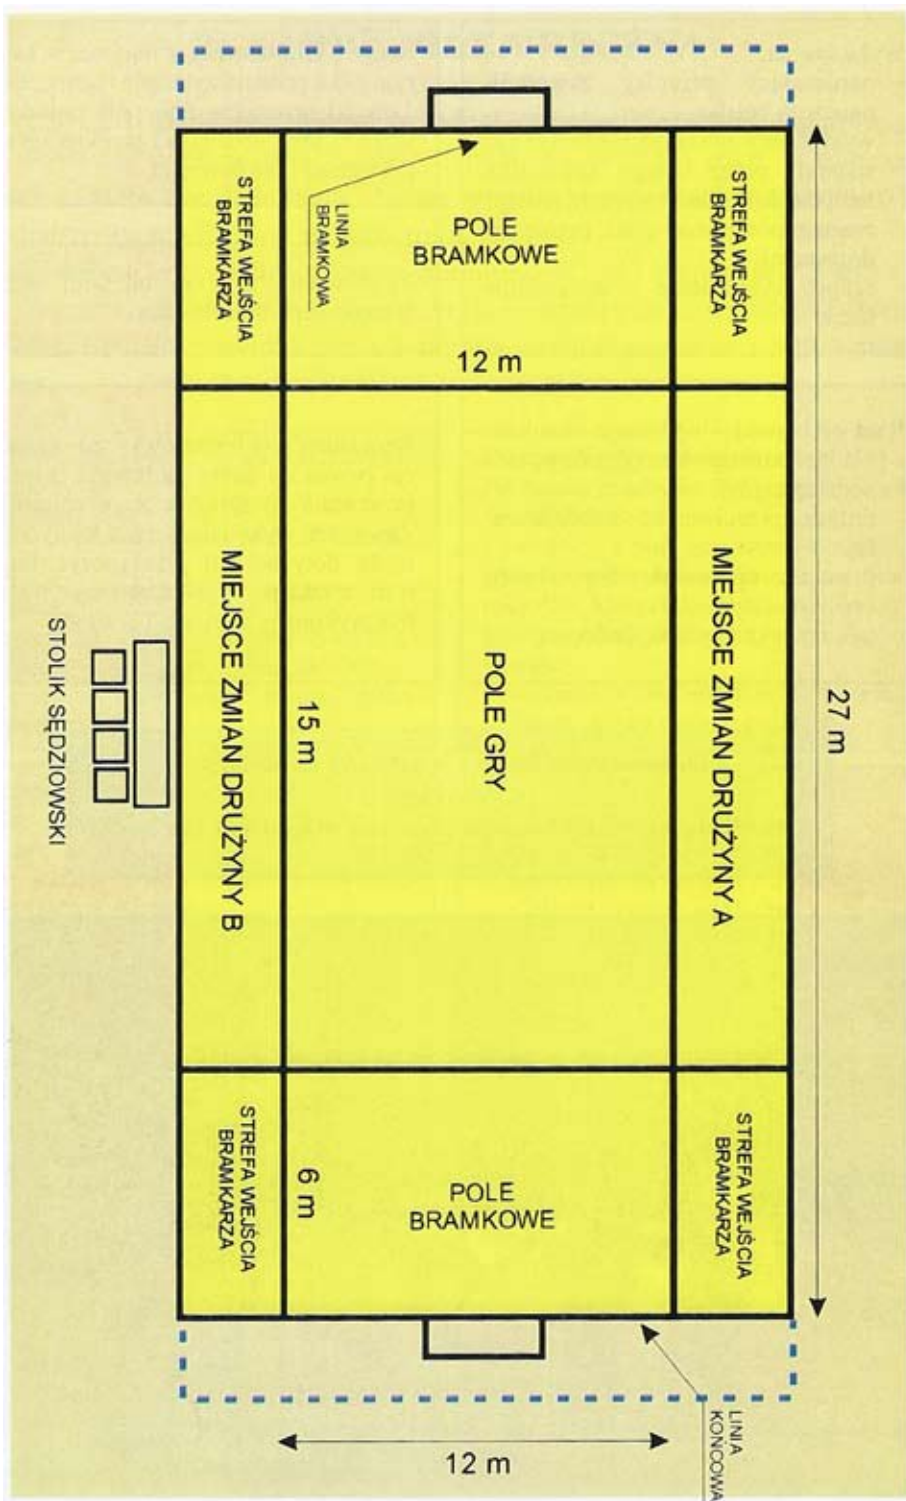 STREFA WEJŚCIA
BRAMKARZA
LINIA
BRAMKOWA
POLE
BRAMKOWE
STREFA WEJŚCIA
BRAMKARZA
12 m
MIEJSCE ZMIAN DRUŻYNY B
15 m
POLE GRY
MIEJSCE ZMIAN DRUŻYNY A
27 m
STOLIK SĘDZIOWSKI
STREFA WEJŚCIA
BRAMKARZA
6 m
POLE
BRAMKOWE
STREFA WEJŚCIA
BRAMKARZA
LINIA
KOŃCOWA
12 m